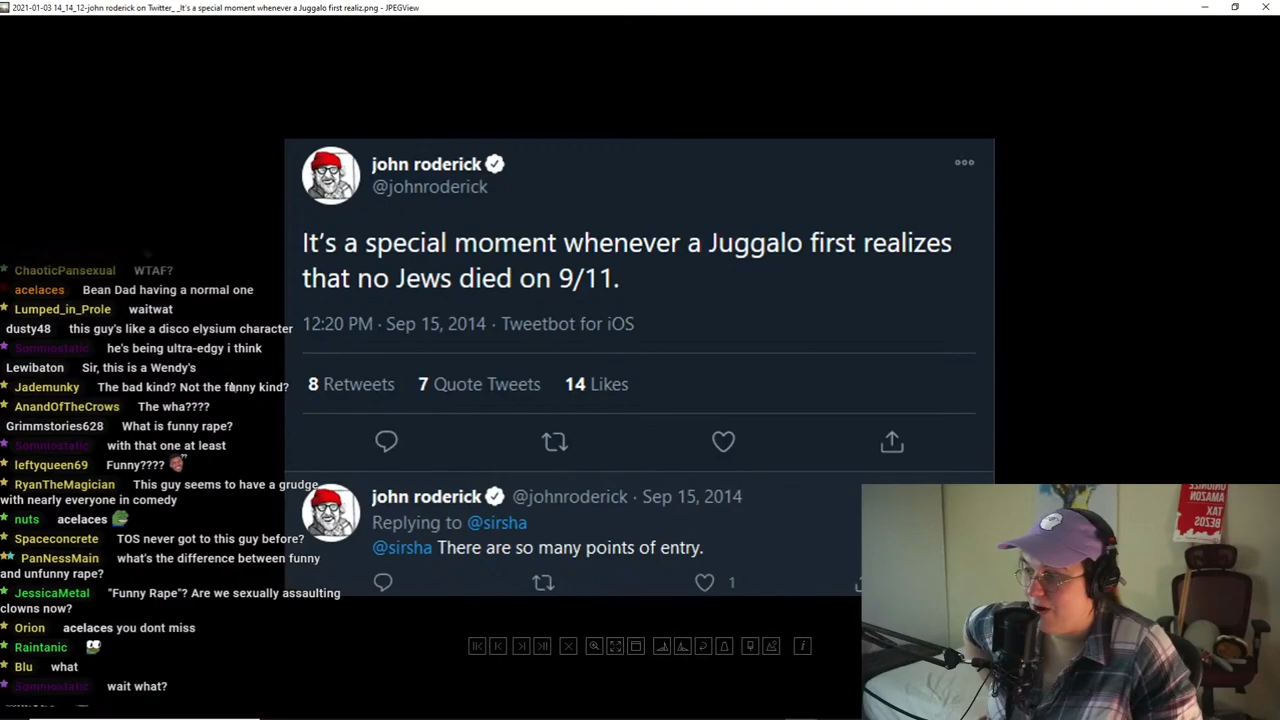 2021-01-03 14_14_12-john roderick on Twitter_ _It's a special moment whenever a Juggalo first realiz.png - JPEGView
john roderick
@johnroderick
It's a special moment whenever a Juggalo first realizes
that no Jews died on 9/11.
12:20 PM · Sep 15, 2014 · Tweetbot for iOS
8 Retweets 7 Quote Tweets 14 Likes
john roderick @johnroderick · Sep 15, 2014
Replying to @sirsha
@sirsha There are so many points of entry.
1
ChaoticPansexual WTAF?
acelaces Bean Dad having a normal one
Lumped_in_Prole waitwat
dusty48 this guy's like a disco elysium character
Sommostatic he's being ultra-edgy i think
Lewibaton Sir, this is a Wendy's
Jademunky The bad kind? Not the funny kind?
AnandOfTheCrows The wha????
Grimmstories628 What is funny rape?
Sommostatic with that one at least
leftyqueen69 Funny????
RyanTheMagician This guy seems to have a grudge
with nearly everyone in comedy
nuts acelaces
Spaceconcrete TOS never got to this guy before?
PanNessMain what's the difference between funny
and unfunny rape?
JessicaMetal "Funny Rape"? Are we sexually assaulting
clowns now?
Orion acelaces you dont miss
Raintanic
Blu what
Sommostatic wait what?
UNIONIZE
AMAZON
TAX
BEZOS